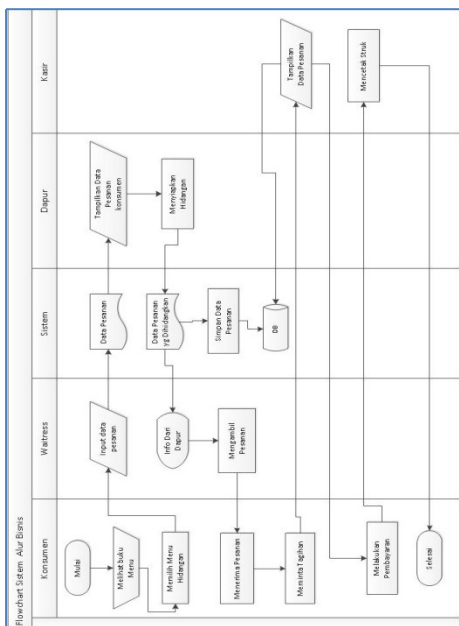 Flowchart Sistem Alur Bisnis
Konsumen
Waitress
Sistem
Dapur
Kasir
Mulai
Melihat buku
Menu
Memilih Menu
Hidangan
Input data
pesanan
Data Pesanan
Tampilkan Data
Pesanan
konsumen
Menyiapkan
Hidangan
Data Pesanan
yg Dihidangkan
Simpan Data
Pesanan
DB
Info Dari
Dapur
Mengambil
Pesanan
Menerima Pesanan
Meminta Tagihan
Tampilkan
Data Pesanan
Melakukan
Pembayaran
Mencetak Struk
Selesai